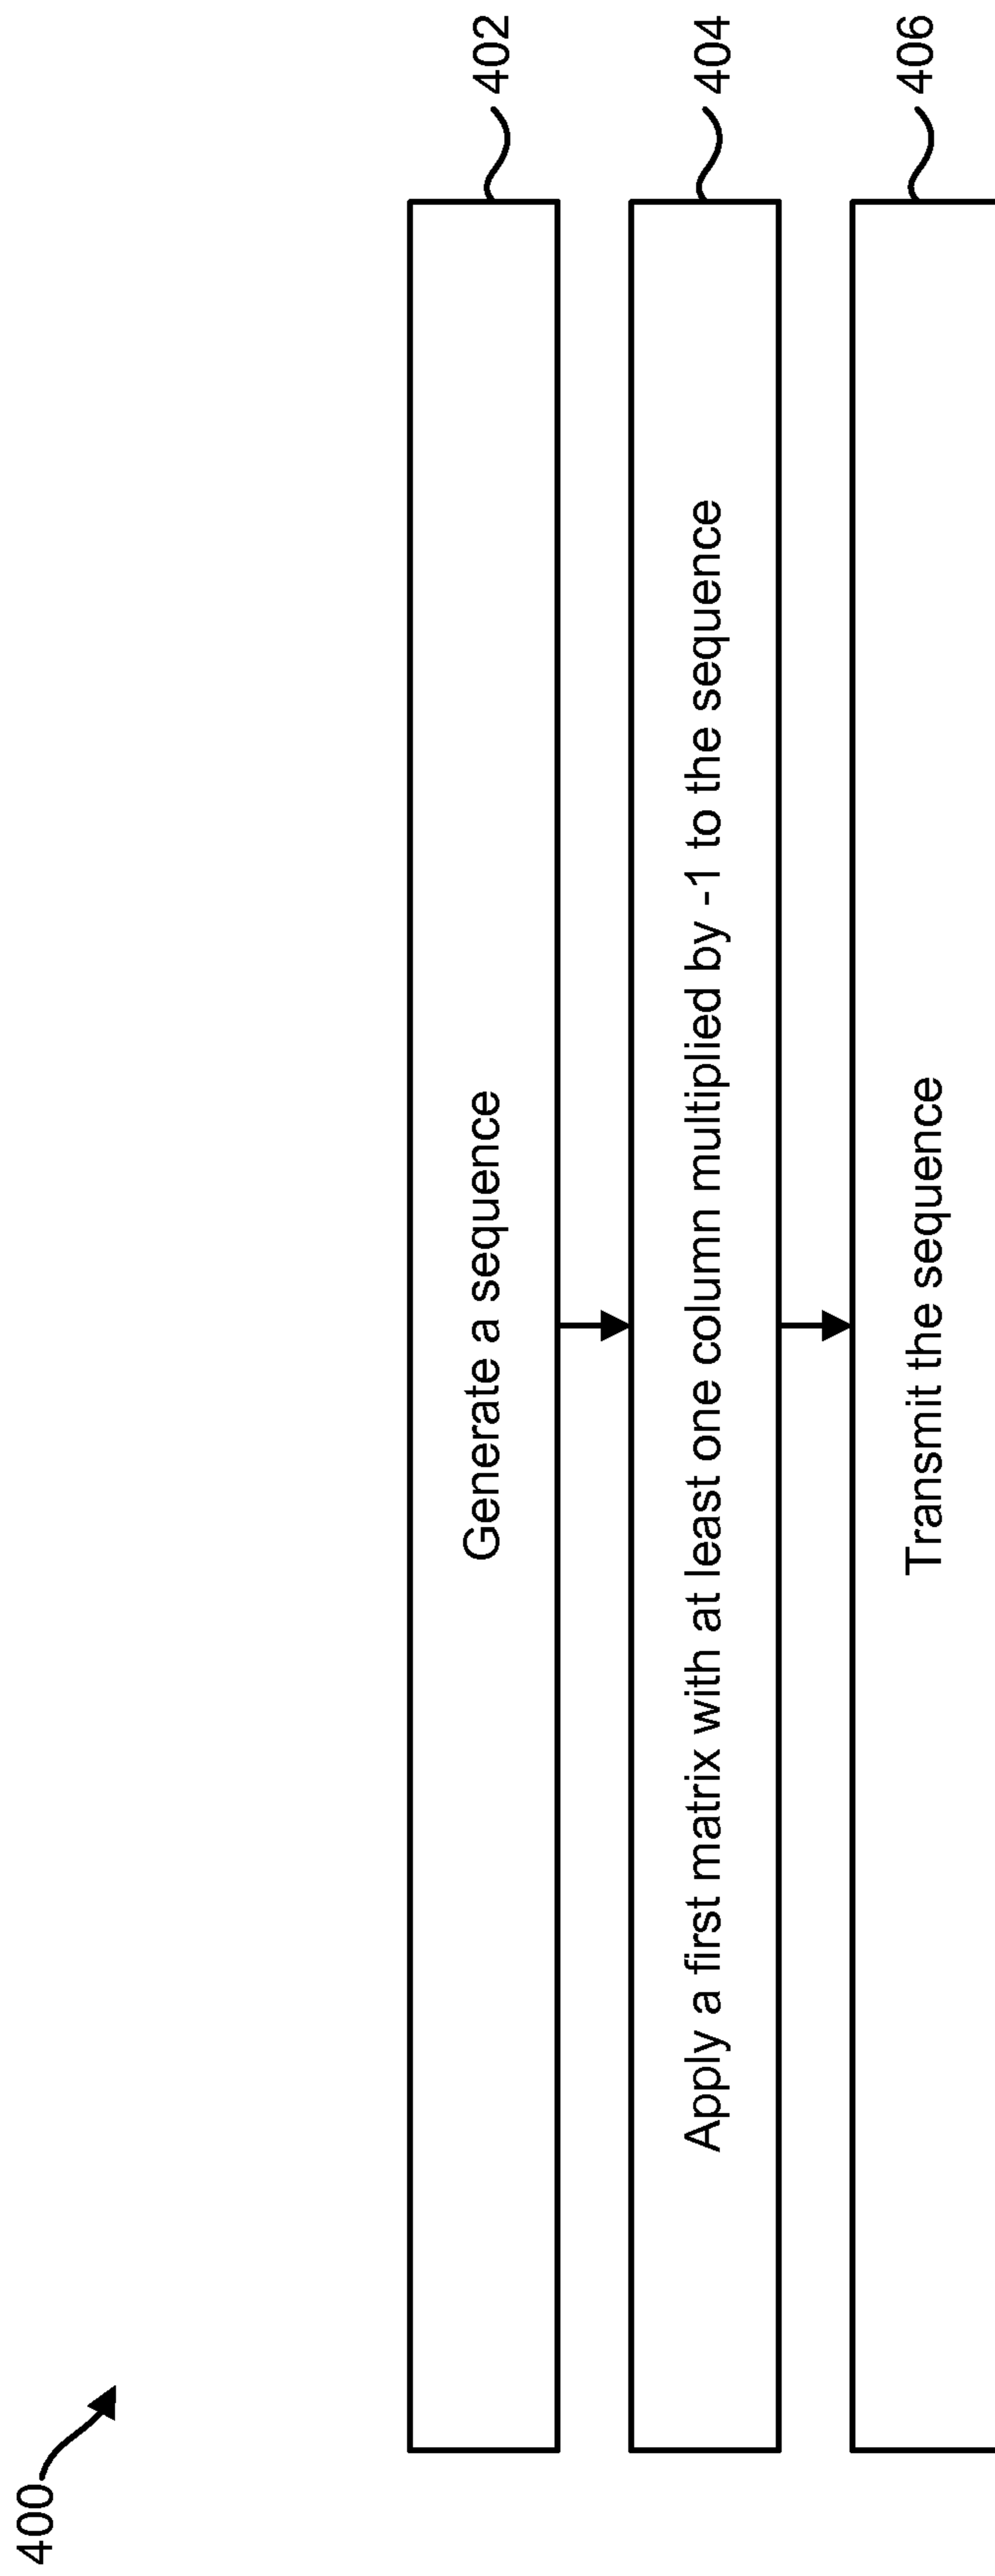 400
Generate a sequence
402
Apply a first matrix with at least one column multiplied by -1 to the sequence
404
Transmit the sequence
406